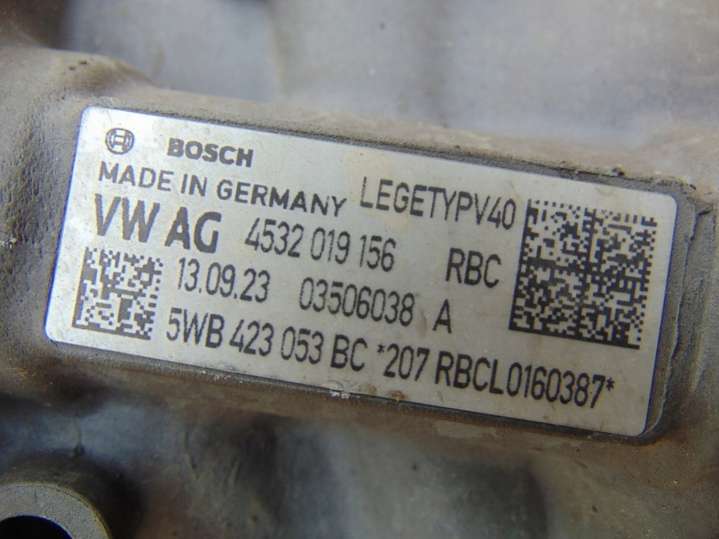 BOSCH
MADE IN GERMANY LEGETYPV40
VW AG 4532 019 156 RBC
13.09.23 03506038 A
5WB 423 053 BC *207 RBCL0160387*